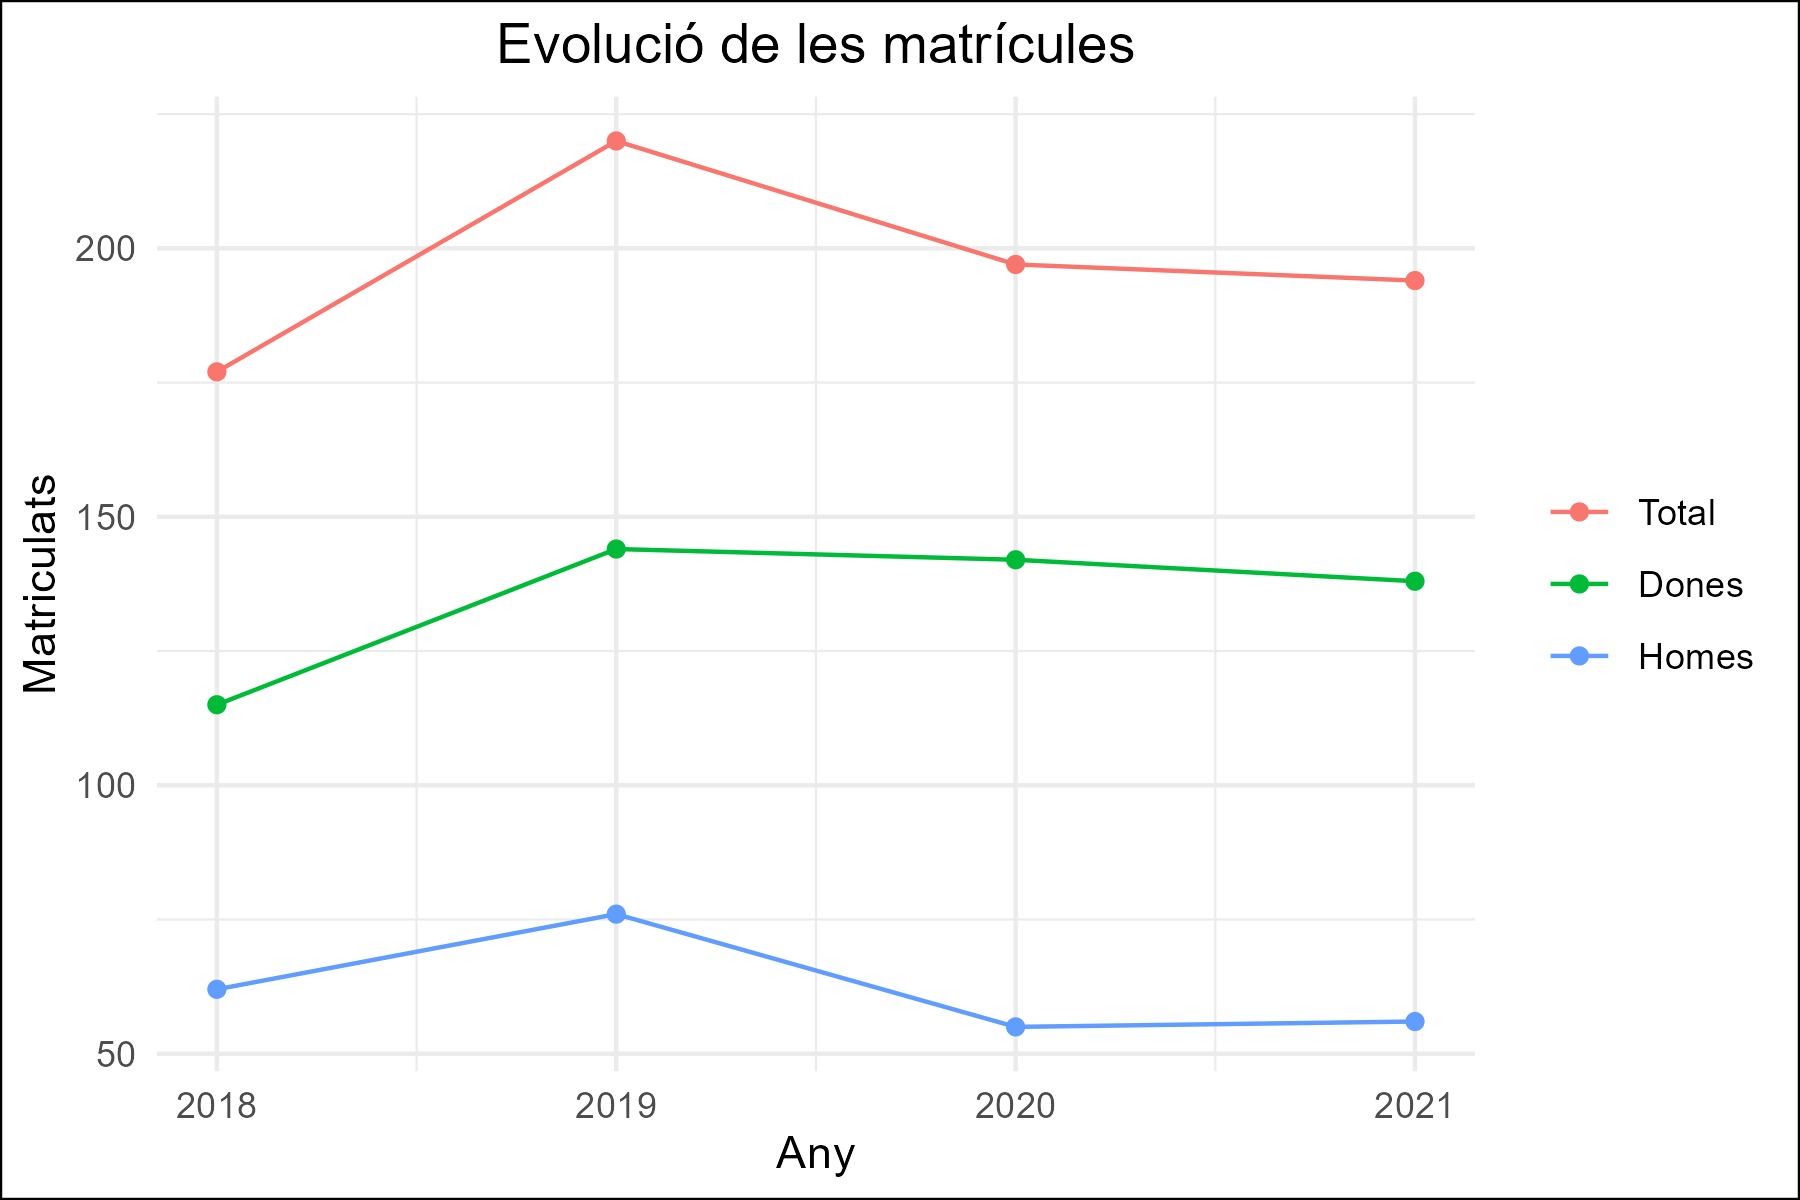 Evolució de les matrícules
Matriculats
200
150
100
50
2018 2019 2020 2021
Any
Total
Dones
Homes